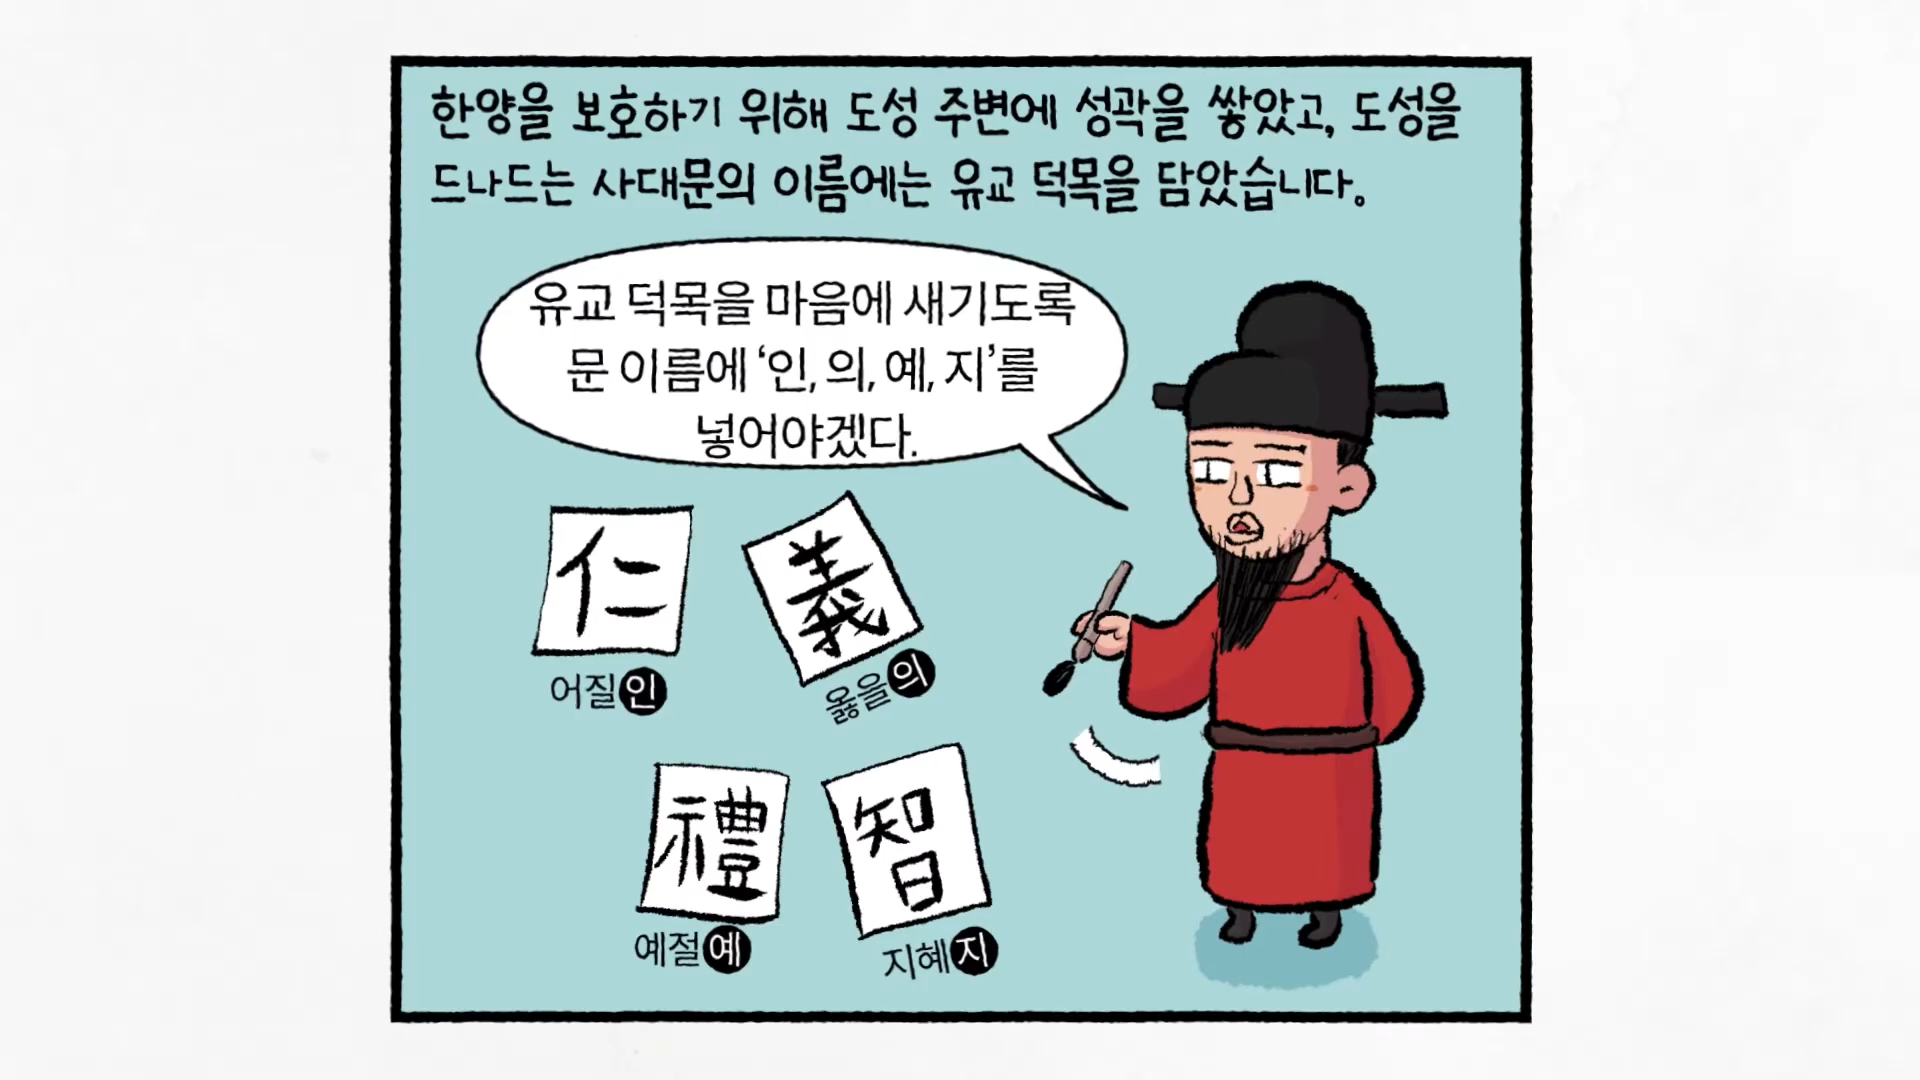 한양을 보호하기 위해 도성 주변에 성곽을 쌓았고, 도성을
드나드는 사대문의 이름에는 유교 덕목을 담았습니다.
유교 덕목을 마음에 새기도록
문 이름에 ‘인, 의, 예, 지’를
넣어야겠다.
仁
어질 인
義
옳을 의
禮
예절 예
智
지혜 지